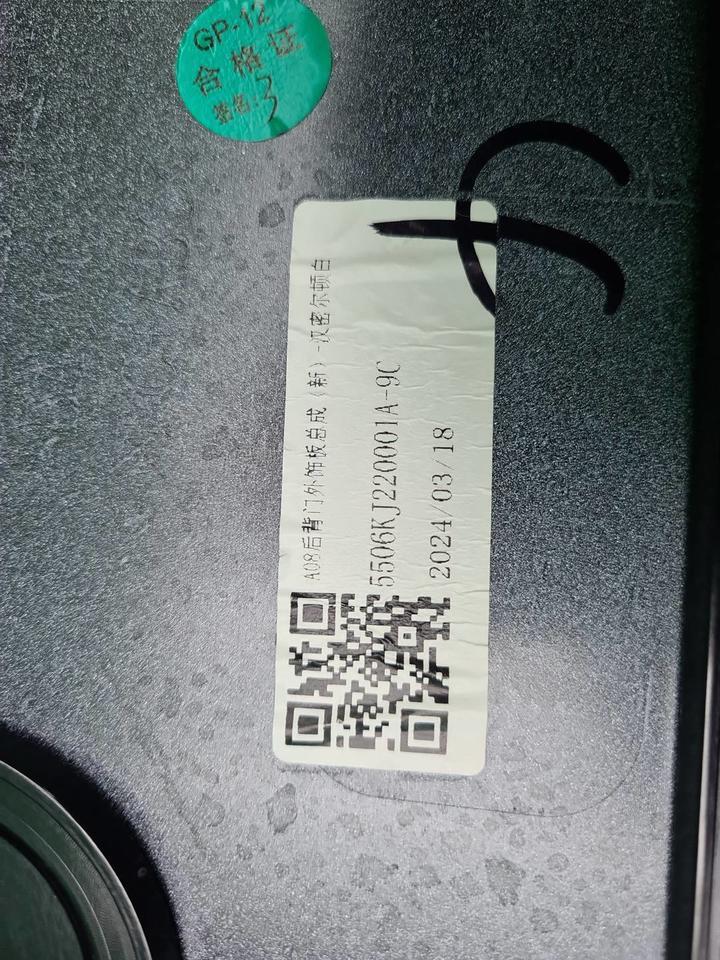 GP-12
合格证
签名:3
A08后背门外饰板总成(新)-汉密尔顿白
5506KJ220001A-9C
2024/03/18